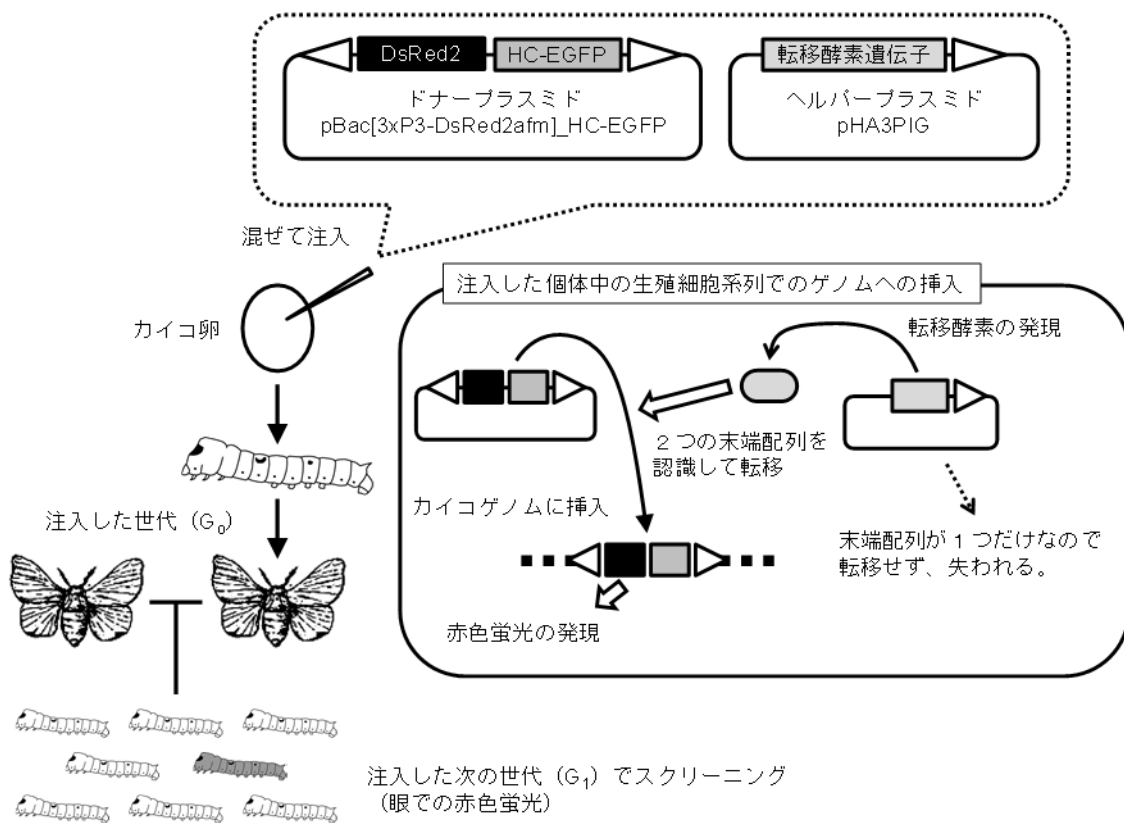 DsRed2
HC-EGFP
ドナープラスミド
pBac[3xP3-DsRed2afm]_HC-EGFP
転移酵素遺伝子
ヘルパープラスミド
pHA3PIG
混ぜて注入
カイコ卵
注入した世代（G₀）
注入した個体中の生殖細胞系列でのゲノムへの挿入
転移酵素の発現
２つの末端配列を
認識して転移
カイコゲノムに挿入
末端配列が１つだけなので
転移せず、失われる。
赤色蛍光の発現
注入した次の世代（G₁）でスクリーニング
（眼での赤色蛍光）